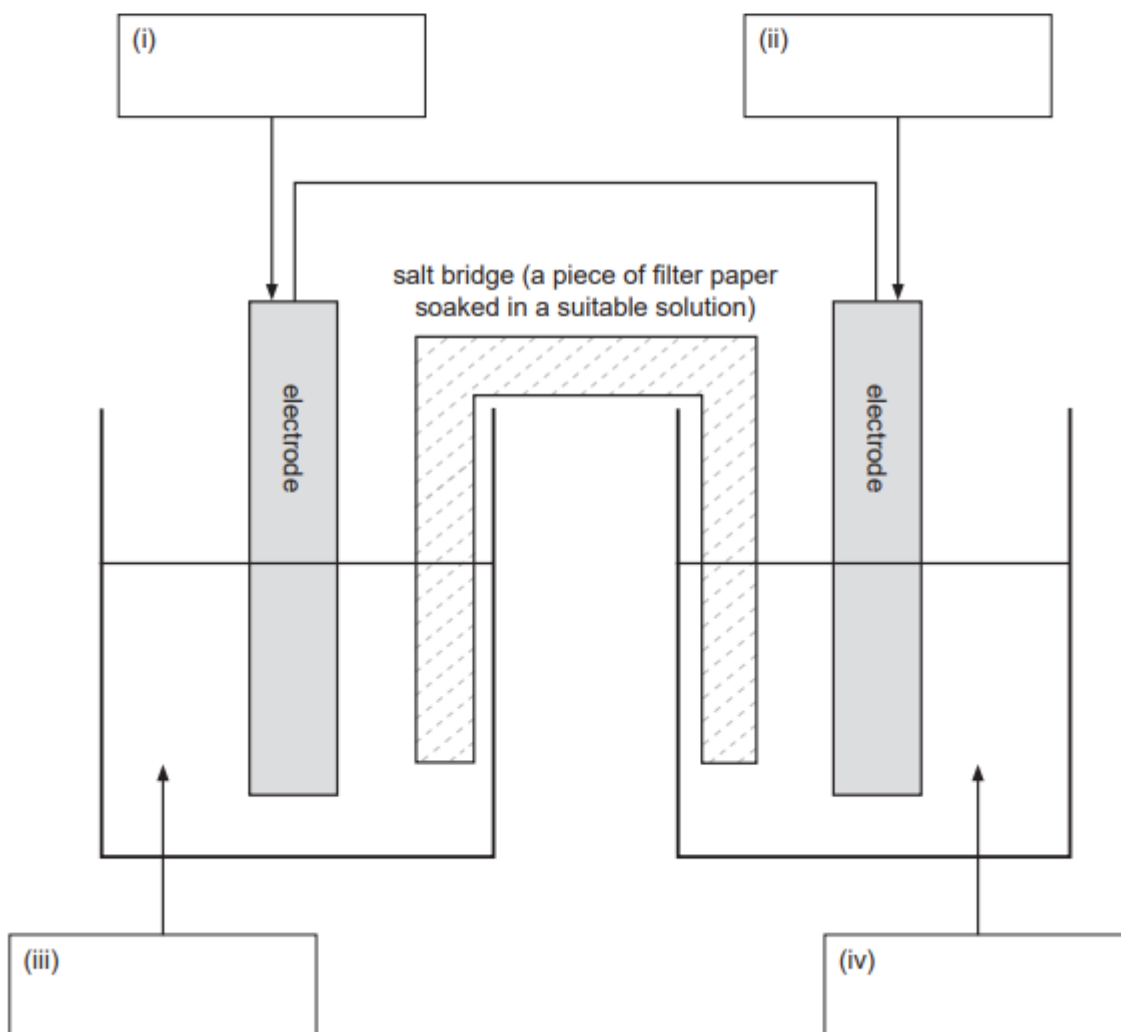 (i)
(ii)
salt bridge (a piece of filter paper
soaked in a suitable solution)
electrode
electrode
(iii)
(iv)